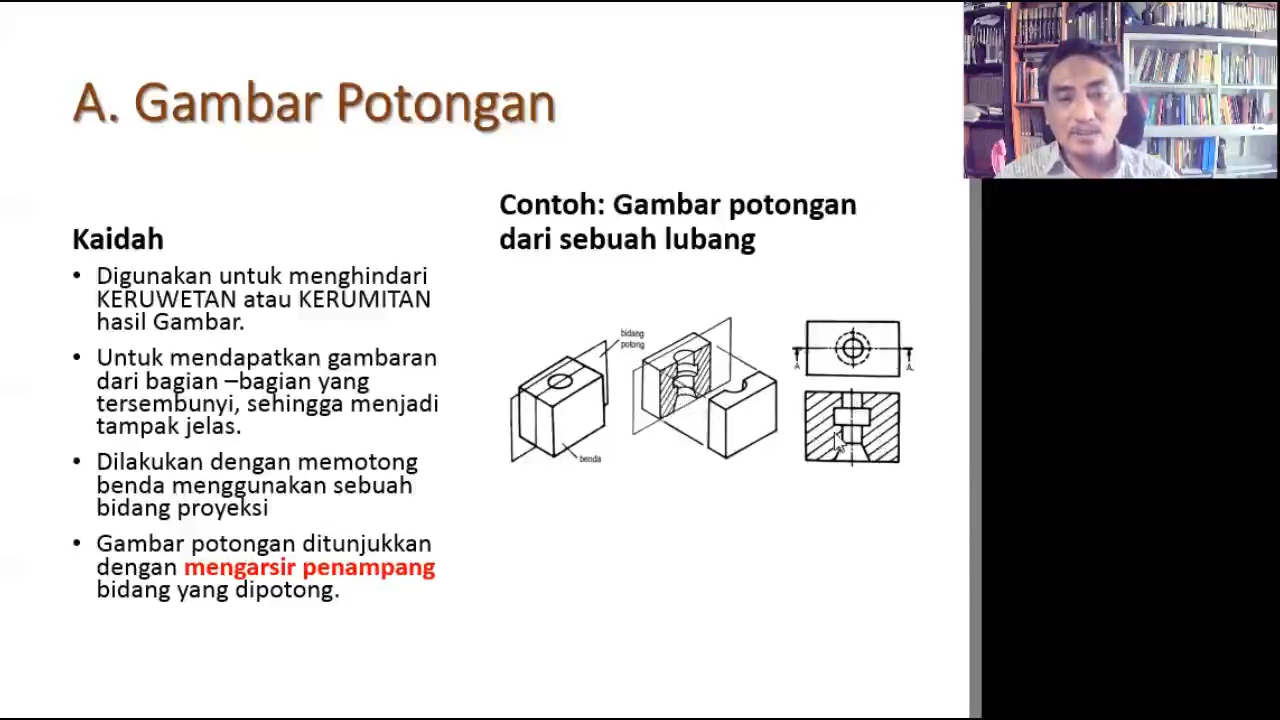 A. Gambar Potongan
Kaidah
• Digunakan untuk menghindari
KERUWETAN atau KERUMITAN
hasil Gambar.
• Untuk mendapatkan gambaran
dari bagian –bagian yang
tersembunyi, sehingga menjadi
tampak jelas.
• Dilakukan dengan memotong
benda menggunakan sebuah
bidang proyeksi
• Gambar potongan ditunjukkan
dengan mengarsir penampang
bidang yang dipotong.
Contoh: Gambar potongan
dari sebuah lubang
bidang
potong
benda
A
A